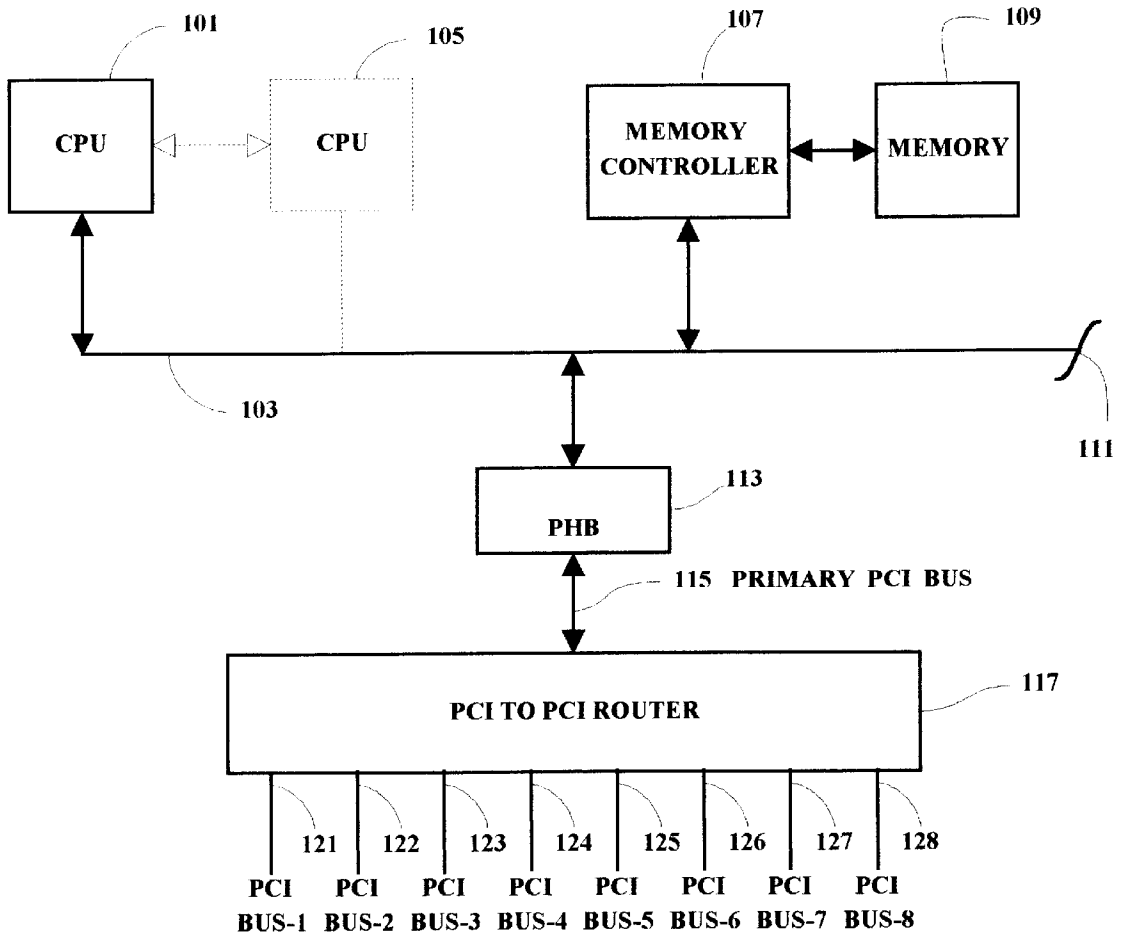 101
105
107
109
CPU
CPU
MEMORY
CONTROLLER
MEMORY
103
111
113
PHB
115 PRIMARY PCI BUS
117
PCI TO PCI ROUTER
121
122
123
124
125
126
127
128
PCI
BUS-1
PCI
BUS-2
PCI
BUS-3
PCI
BUS-4
PCI
BUS-5
PCI
BUS-6
PCI
BUS-7
PCI
BUS-8